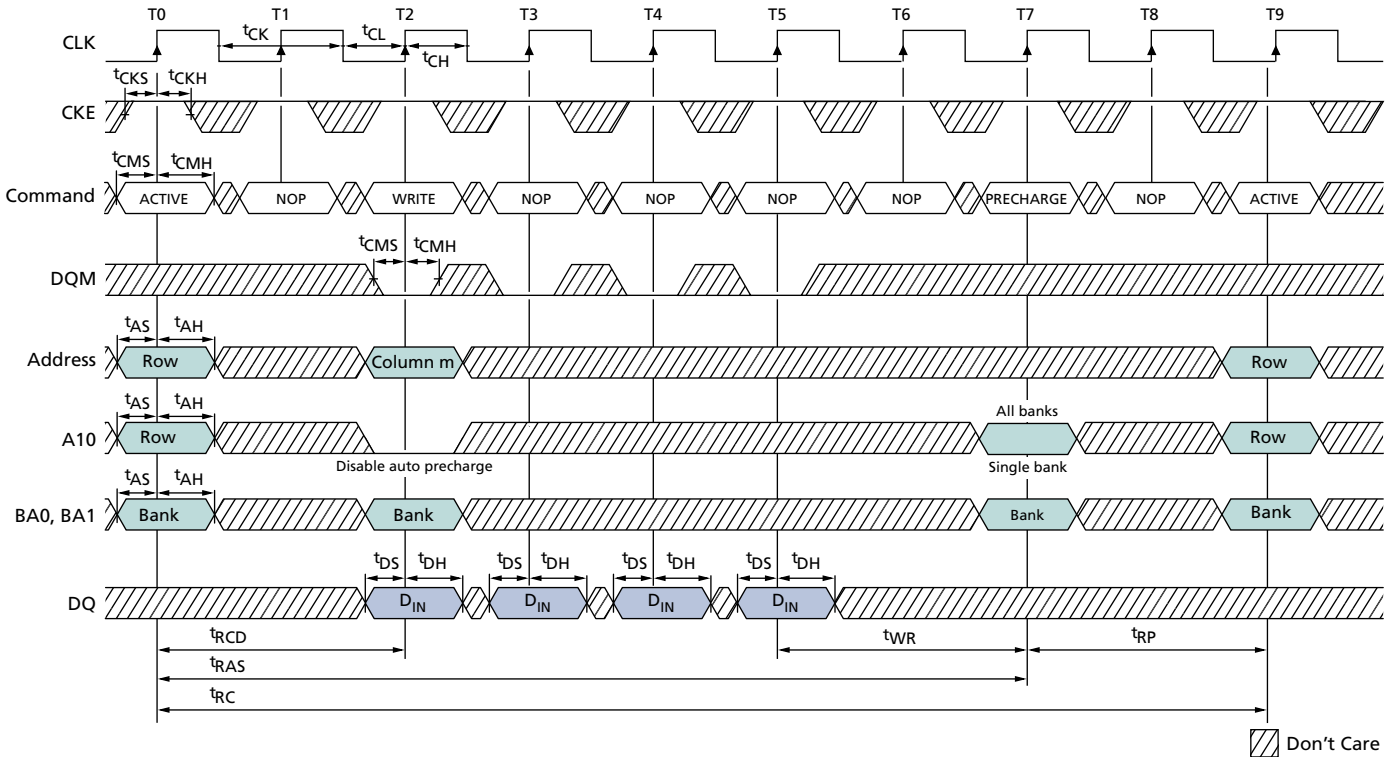 T0 T1 T2 T3 T4 T5 T6 T7 T8 T9
CLK tCK tCL tCH
tCKS tCKH
CKE
tCMS tCMH
Command ACTIVE NOP WRITE NOP NOP NOP NOP PRECHARGE NOP ACTIVE
tCMS tCMH
DQM
tAS tAH
Address Row Column m Row
tAS tAH All banks
A10 Row Row
Disable auto precharge Single bank
tAS tAH
BA0, BA1 Bank Bank Bank Bank
tDS tDH tDS tDH tDS tDH tDS tDH
DQ DIN DIN DIN DIN
tRCD tWR tRP
tRAS
tRC
Don't Care